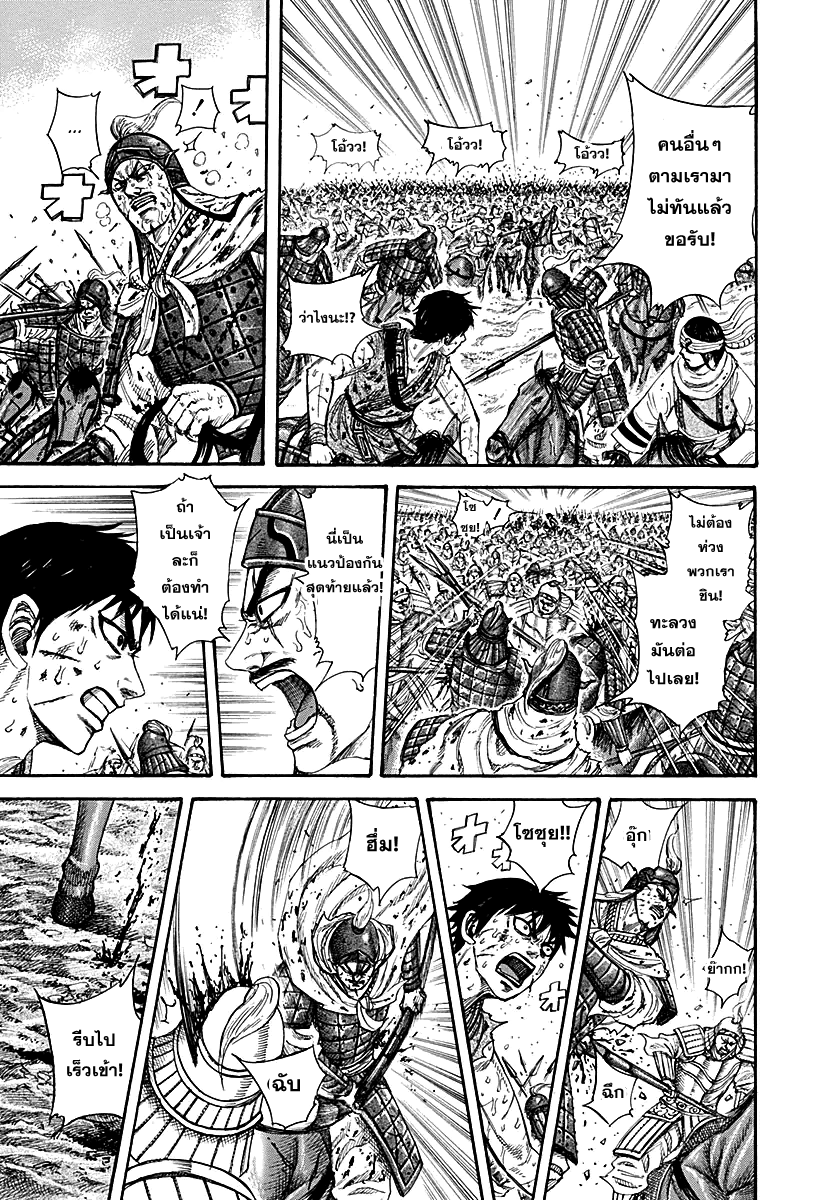 คนอื่นๆ
ตามเรามา
ไม่ทันแล้ว
ขอรับ!
โอ้วว!
โอ้วว!
โอ้วว!
ว่าไงนะ!?
!
...
ไม่ต้อง
ห่วง
พวกเรา
ชิน!
ทะลวง
มันต่อ
ไปเลย!
โซ
ซุย!
นี่เป็น
แนวป้องกัน
สุดท้ายแล้ว!
ถ้า
เป็นเจ้า
ละก็
ต้องทำ
ได้แน่!
อุ๊ก
ย๊ากก!
ฉึก
โซซุย!!
ฮึ่ม!
ฉับ
รีบไป
เร็วเข้า!